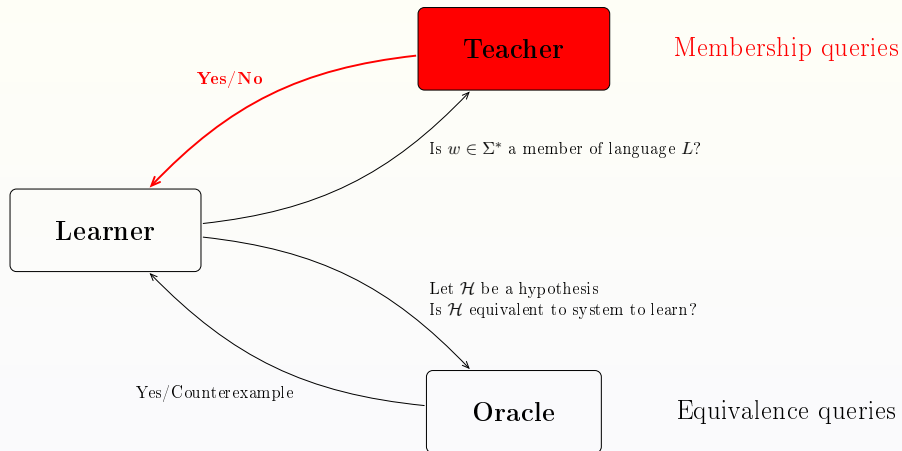 Teacher
Membership queries
Yes/No
Is w ∈ Σ* a member of language L?
Learner
Let ℋ be a hypothesis
Is ℋ equivalent to system to learn?
Yes/Counterexample
Oracle
Equivalence queries